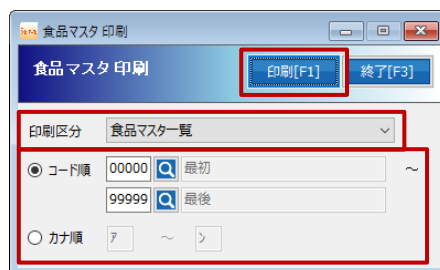 食品マスタ 印刷
食品マスタ 印刷 印刷[F1] 終了[F3]
印刷区分 食品マスター覧
コード順 00000 最初 ～
99999 最後
カナ順 ア ～ ン